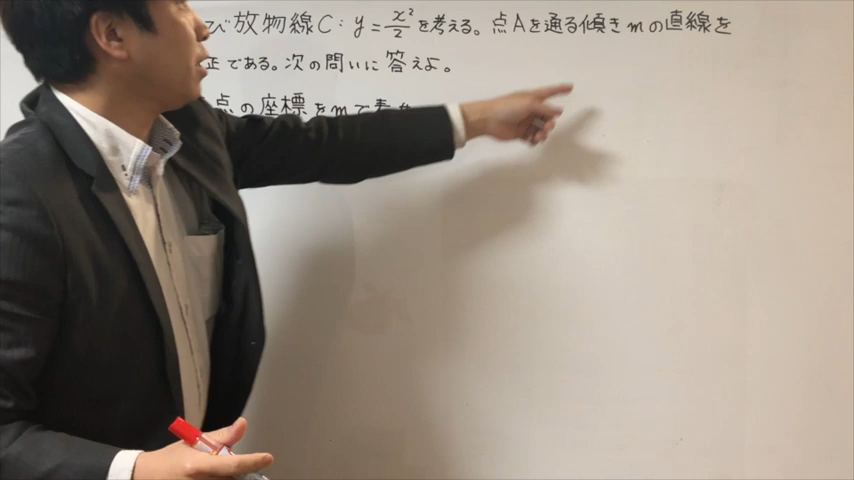 び放物線C: y = x²/2 を考える。点Aを通る傾きmの直線を
正である。次の問いに答えよ。
点の座標をmで表